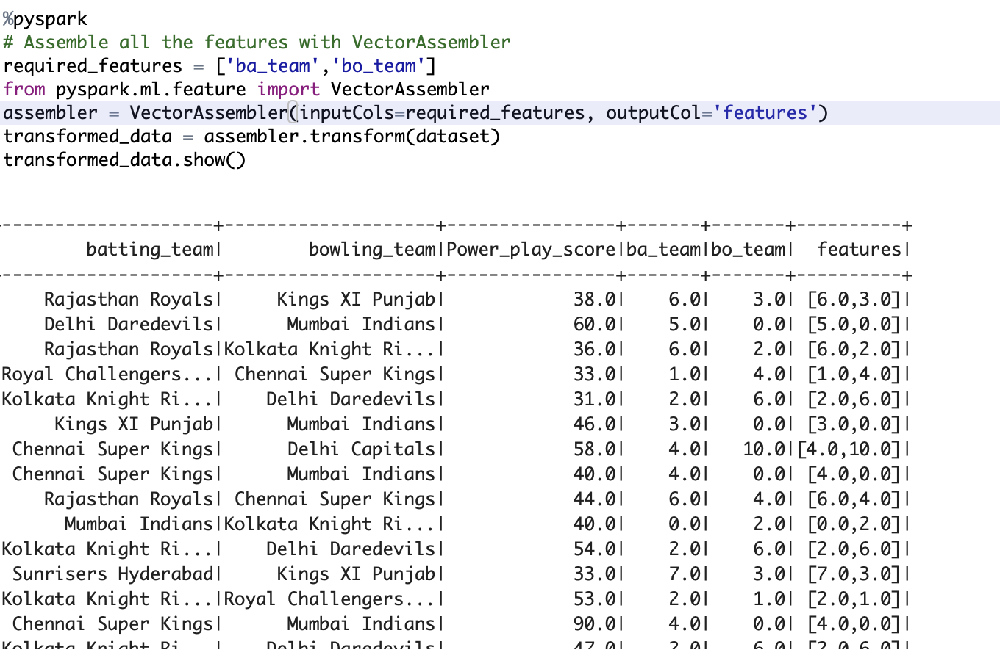 %pyspark
# Assemble all the features with VectorAssembler
required_features = ['ba_team','bo_team']
from pyspark.ml.feature import VectorAssembler
assembler = VectorAssembler(inputCols=required_features, outputCol='features')
transformed_data = assembler.transform(dataset)
transformed_data.show()
--------------------+--------------------+----------------+-------+-------+----------+
batting_team| bowling_team|Power_play_score|ba_team|bo_team| features|
--------------------+--------------------+----------------+-------+-------+----------+
Rajasthan Royals| Kings XI Punjab| 38.0| 6.0| 3.0| [6.0,3.0]|
Delhi Daredevils| Mumbai Indians| 60.0| 5.0| 0.0| [5.0,0.0]|
Rajasthan Royals|Kolkata Knight Ri...| 36.0| 6.0| 2.0| [6.0,2.0]|
Royal Challengers...| Chennai Super Kings| 33.0| 1.0| 4.0| [1.0,4.0]|
Kolkata Knight Ri...| Delhi Daredevils| 31.0| 2.0| 6.0| [2.0,6.0]|
Kings XI Punjab| Mumbai Indians| 46.0| 3.0| 0.0| [3.0,0.0]|
Chennai Super Kings| Delhi Capitals| 58.0| 4.0| 10.0|[4.0,10.0]|
Chennai Super Kings| Mumbai Indians| 40.0| 4.0| 0.0| [4.0,0.0]|
Rajasthan Royals| Chennai Super Kings| 44.0| 6.0| 4.0| [6.0,4.0]|
Mumbai Indians|Kolkata Knight Ri...| 40.0| 0.0| 2.0| [0.0,2.0]|
Kolkata Knight Ri...| Delhi Daredevils| 54.0| 2.0| 6.0| [2.0,6.0]|
Sunrisers Hyderabad| Kings XI Punjab| 33.0| 7.0| 3.0| [7.0,3.0]|
Kolkata Knight Ri...|Royal Challengers...| 53.0| 2.0| 1.0| [2.0,1.0]|
Chennai Super Kings| Mumbai Indians| 90.0| 4.0| 0.0| [4.0,0.0]|
Kolkata Knight Ri...| Delhi Daredevils| 47.0| 2.0| 6.0| [2.0,6.0]|